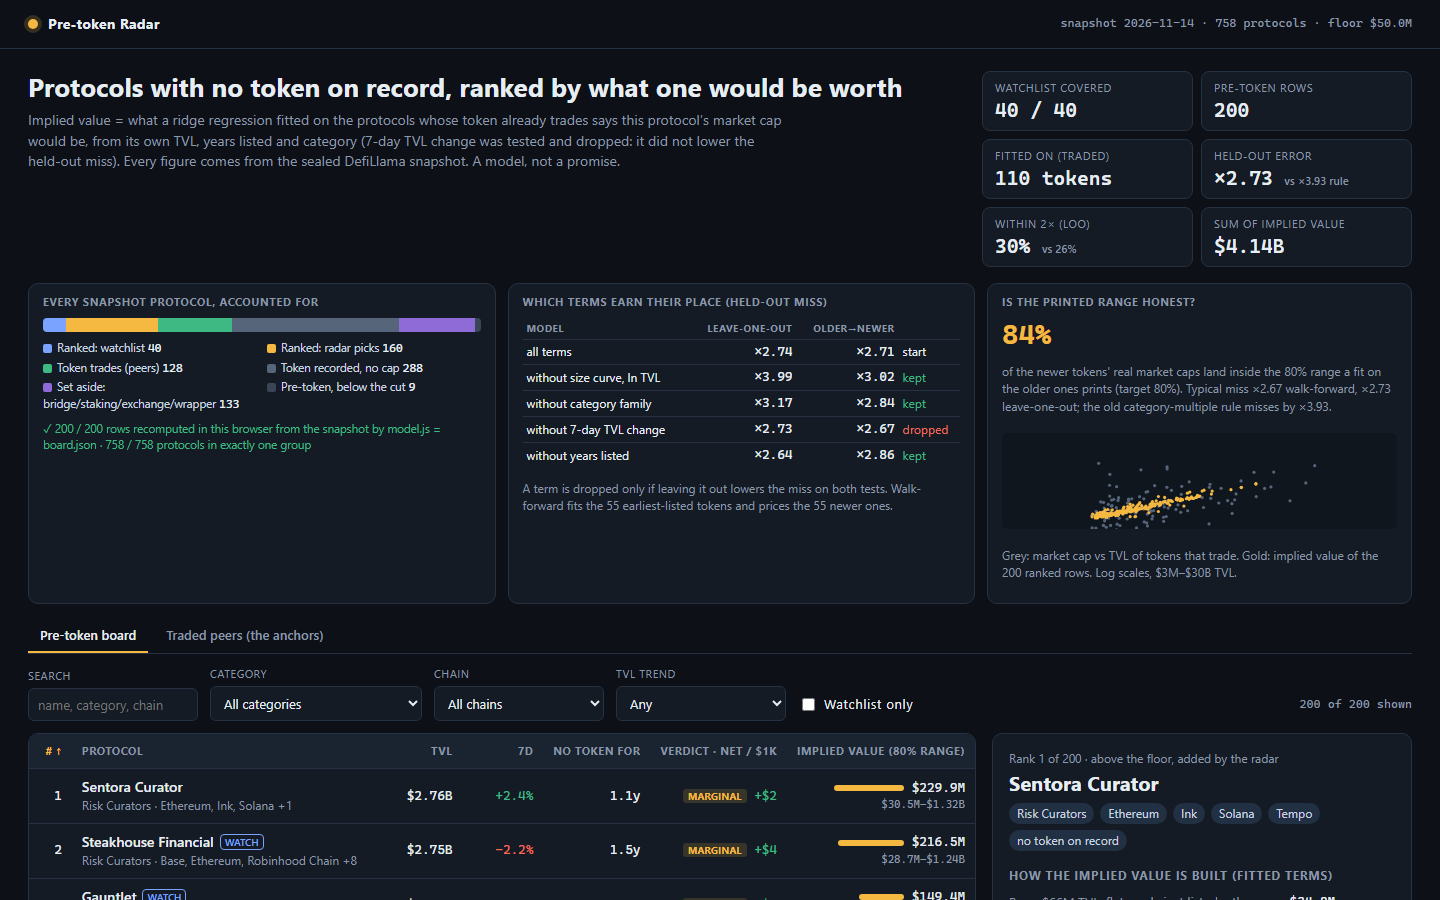 Pre-token Radar
snapshot 2026-11-14 · 758 protocols · floor $50.0M
Protocols with no token on record, ranked by what one would be worth
Implied value = what a ridge regression fitted on the protocols whose token already trades says this protocol's market cap
would be, from its own TVL, years listed and category (7-day TVL change was tested and dropped: it did not lower the
held-out miss). Every figure comes from the sealed DefiLlama snapshot. A model, not a promise.
WATCHLIST COVERED
40 / 40
PRE-TOKEN ROWS
200
FITTED ON (TRADED)
110 tokens
HELD-OUT ERROR
×2.73 vs ×3.93 rule
WITHIN 2× (LOO)
30% vs 26%
SUM OF IMPLIED VALUE
$4.14B
EVERY SNAPSHOT PROTOCOL, ACCOUNTED FOR
Ranked: watchlist 40
Ranked: radar picks 160
Token trades (peers) 128
Token recorded, no cap 288
Set aside:
bridge/staking/exchange/wrapper 133
Pre-token, below the cut 9
✓ 200 / 200 rows recomputed in this browser from the snapshot by model.js =
board.json · 758 / 758 protocols in exactly one group
WHICH TERMS EARN THEIR PLACE (HELD-OUT MISS)
MODEL LEAVE-ONE-OUT OLDER→NEWER
all terms ×2.74 ×2.71 start
without size curve, ln TVL ×3.99 ×3.02 kept
without category family ×3.17 ×2.84 kept
without 7-day TVL change ×2.73 ×2.67 dropped
without years listed ×2.64 ×2.86 kept
A term is dropped only if leaving it out lowers the miss on both tests. Walk-
forward fits the 55 earliest-listed tokens and prices the 55 newer ones.
IS THE PRINTED RANGE HONEST?
84%
of the newer tokens' real market caps land inside the 80% range a fit on
the older ones prints (target 80%). Typical miss ×2.67 walk-forward, ×2.73
leave-one-out; the old category-multiple rule misses by ×3.93.
Grey: market cap vs TVL of tokens that trade. Gold: implied value of the
200 ranked rows. Log scales, $3M–$30B TVL.
Pre-token board
Traded peers (the anchors)
SEARCH
name, category, chain
CATEGORY
All categories
CHAIN
All chains
TVL TREND
Any
Watchlist only
200 of 200 shown
# ↑ PROTOCOL TVL 7D NO TOKEN FOR VERDICT · NET / $1K IMPLIED VALUE (80% RANGE)
1 Sentora Curator $2.76B +2.4% 1.1y MARGINAL +$2 $229.9M
Risk Curators · Ethereum, Ink, Solana +1 $30.5M–$1.32B
2 Steakhouse Financial WATCH $2.75B −2.2% 1.5y MARGINAL +$4 $216.5M
Risk Curators · Base, Ethereum, Robinhood Chain +8 $28.7M–$1.24B
Gauntlet WATCH $149.4M
Rank 1 of 200 · above the floor, added by the radar
Sentora Curator
Risk Curators
Ethereum
Ink
Solana
Tempo
no token on record
HOW THE IMPLIED VALUE IS BUILT (FITTED TERMS)